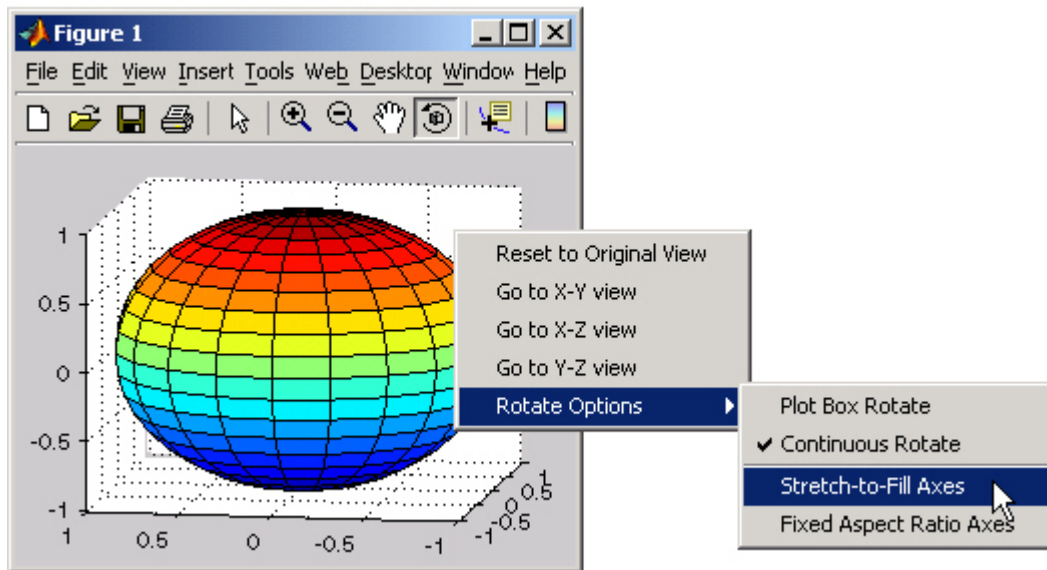 Figure 1
File Edit View Insert Tools Web Desktop Window Help
1
0.5
0
-0.5
-1
1 0.5 0 -0.5 -1
-1 -0.5 0 0.5 1
Reset to Original View
Go to X-Y view
Go to X-Z view
Go to Y-Z view
Rotate Options
Plot Box Rotate
Continuous Rotate
Stretch-to-Fill Axes
Fixed Aspect Ratio Axes